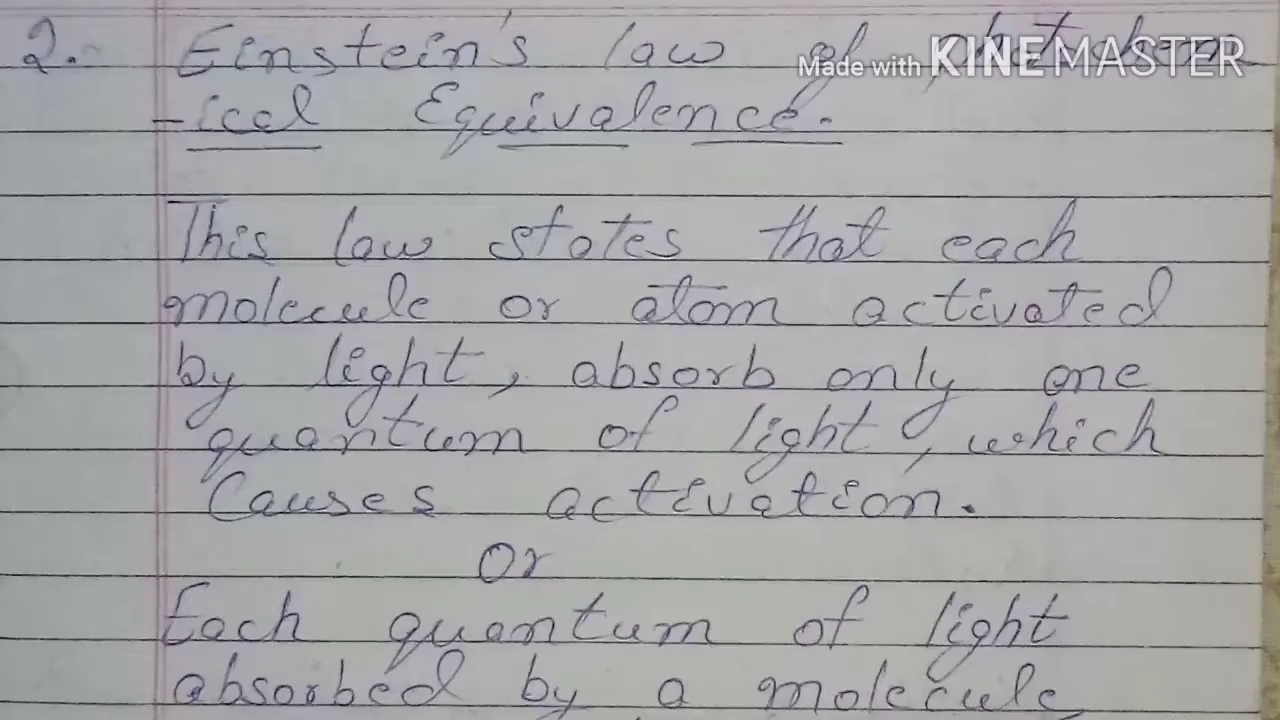 2. Einstein's law of photochem
Made with KINEMASTER
-ical Equivalence.
This law states that each
molecule or atom activated
by light, absorb only one
quantum of light, which
Causes activation.
Or
Each quantum of light
absorbed by a molecule